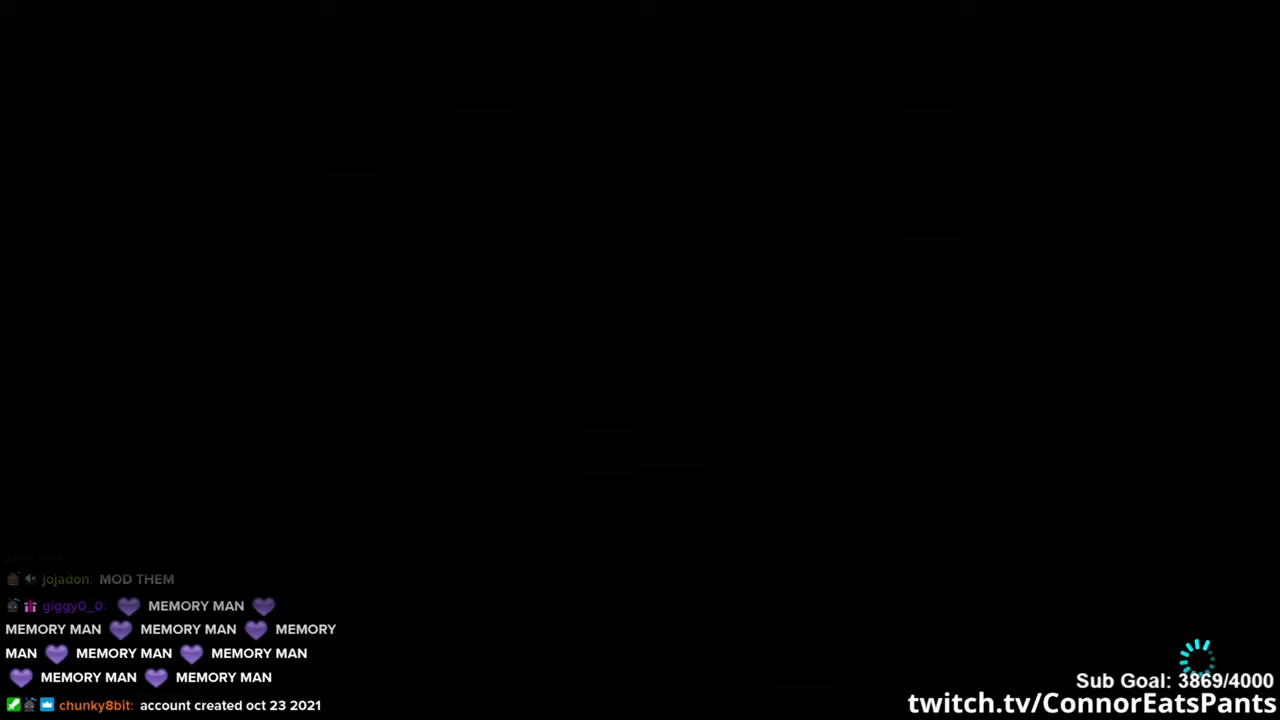 jojadon: MOD THEM
giggy0_0: 💜 MEMORY MAN 💜
MEMORY MAN 💜 MEMORY MAN 💜 MEMORY
MAN 💜 MEMORY MAN 💜 MEMORY MAN
💜 MEMORY MAN 💜 MEMORY MAN
chunky8bit: account created oct 23 2021
Sub Goal: 3869/4000
twitch.tv/ConnorEatsPants